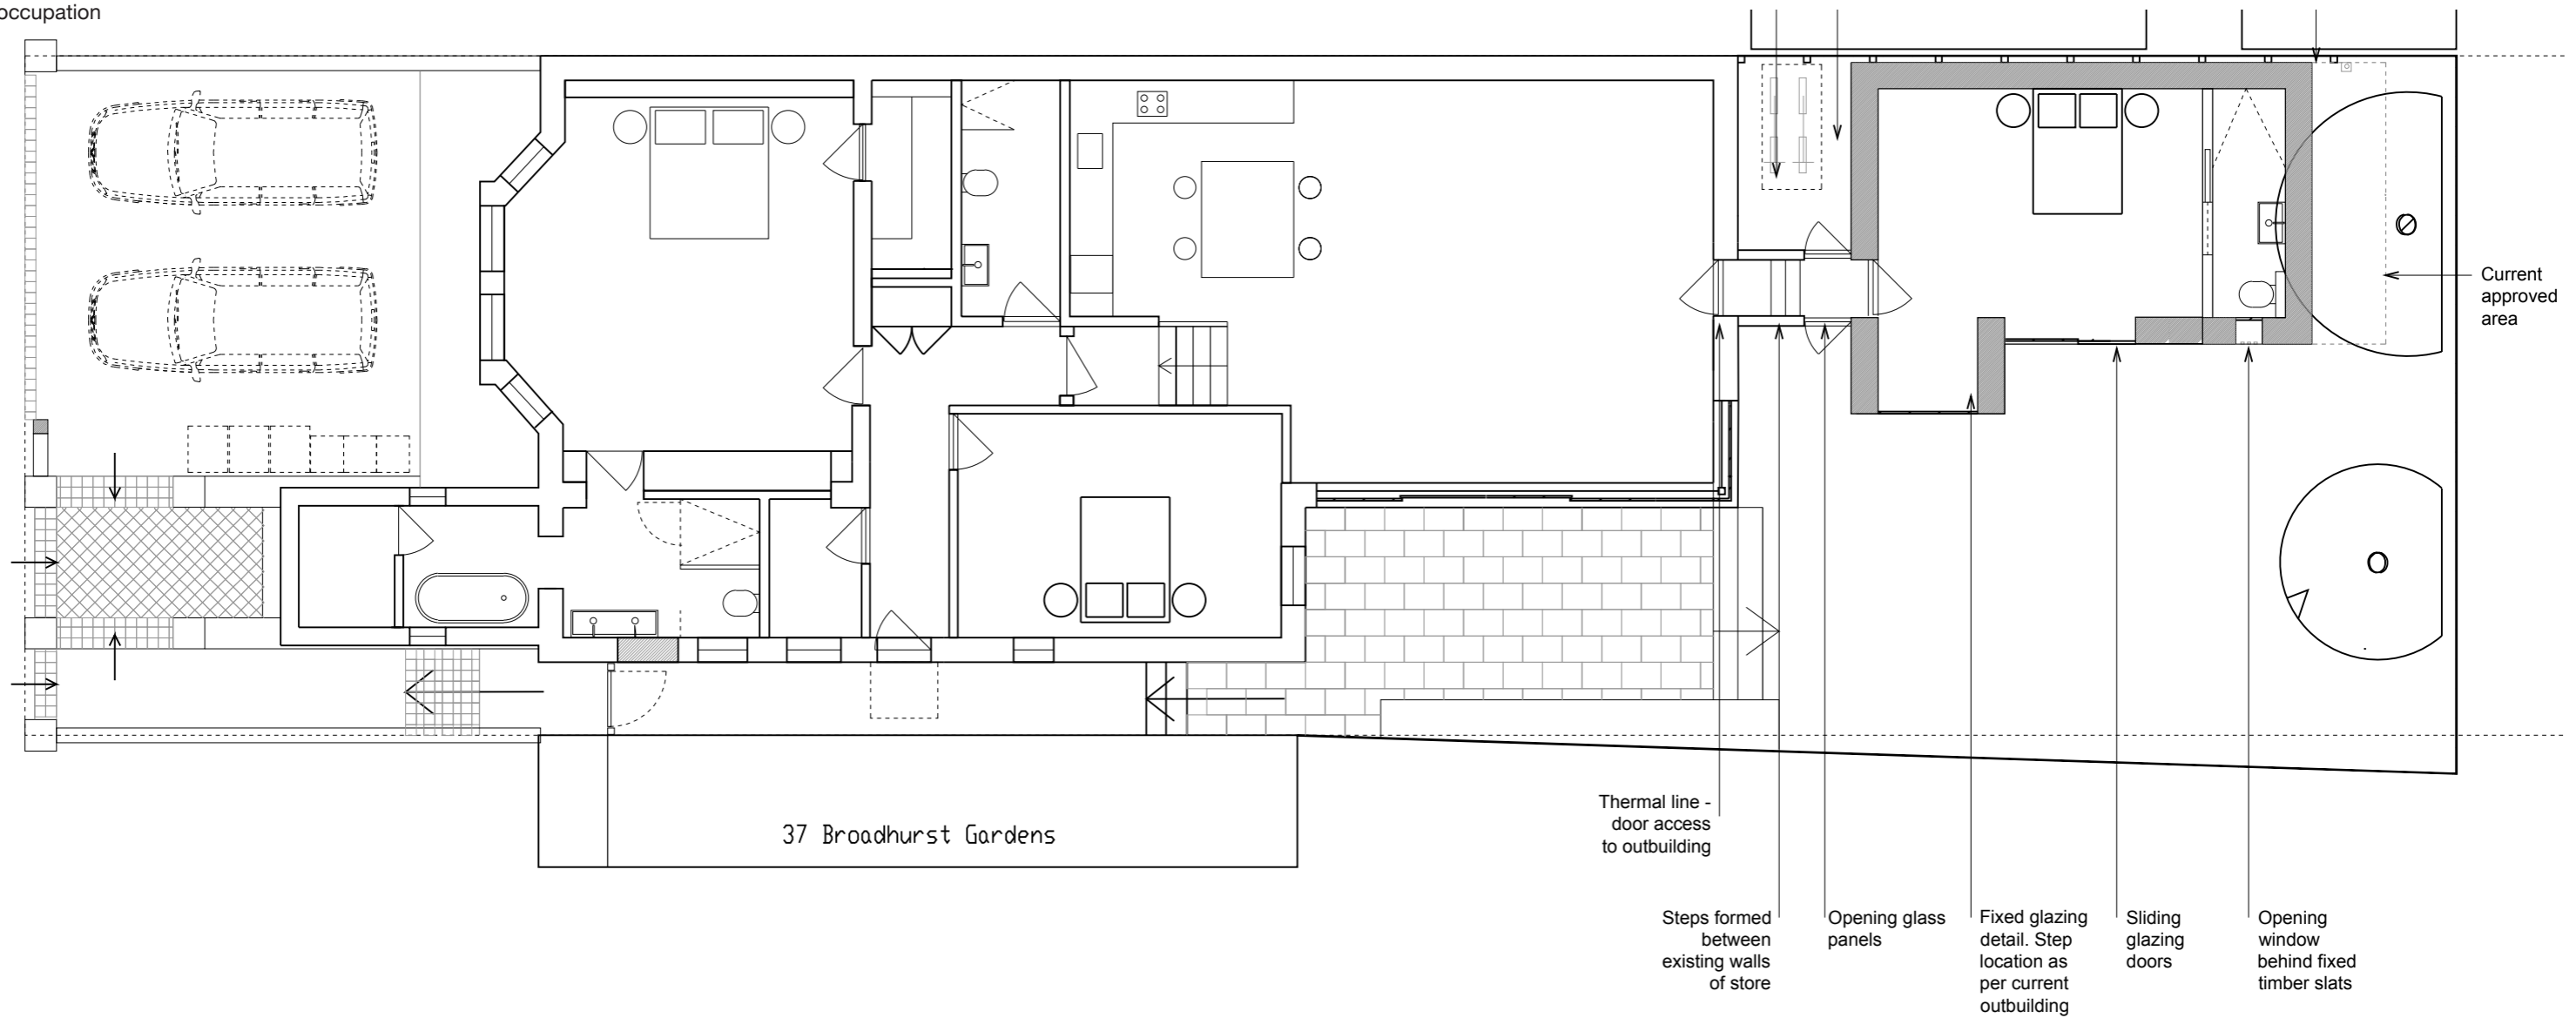 occupation
Current
approved
area
Thermal line -
door access
to outbuilding
37 Broadhurst Gardens
Steps formed
between
existing walls
of store
Opening glass
panels
Fixed glazing
detail. Step
location as
per current
outbuilding
Sliding
glazing
doors
Opening
window
behind fixed
timber slats